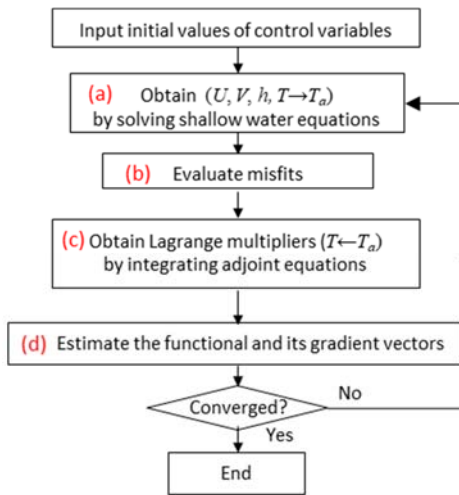 Input initial values of control variables
(a) Obtain (U, V, h, T→Tₐ)
by solving shallow water equations
(b) Evaluate misfits
(c) Obtain Lagrange multipliers (T←Tₐ)
by integrating adjoint equations
(d) Estimate the functional and its gradient vectors
Converged?
No
Yes
End